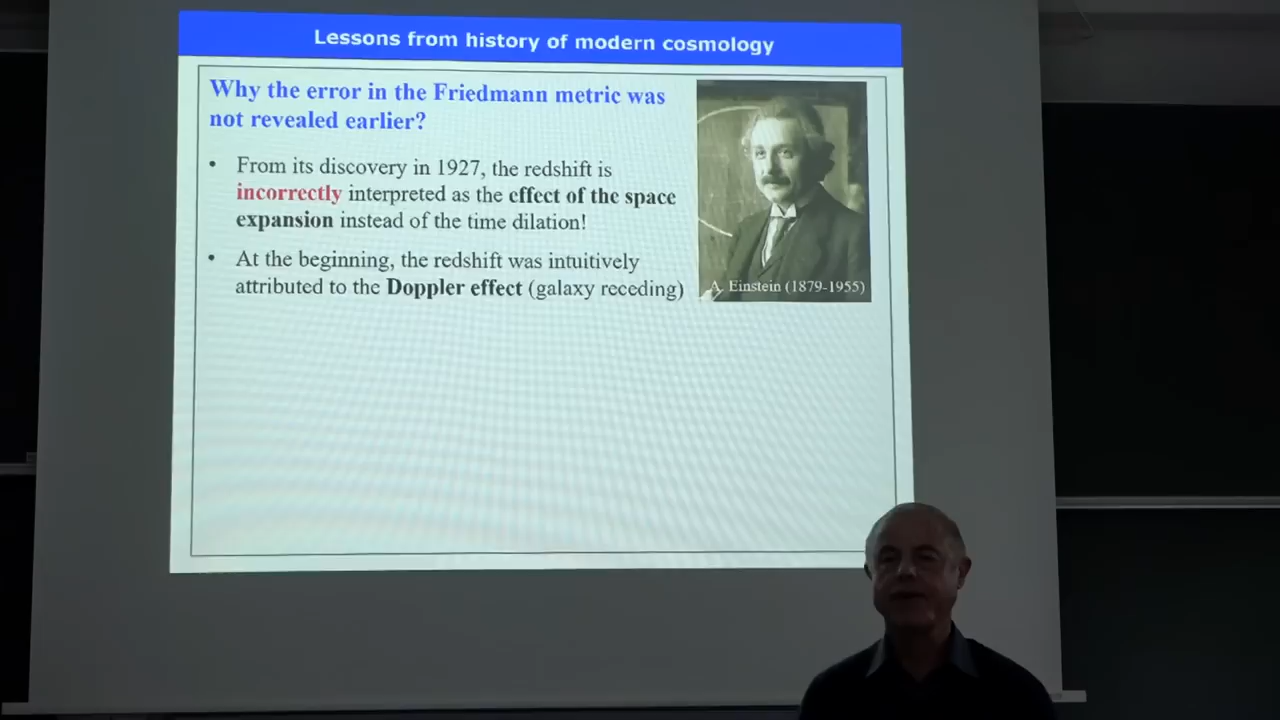 Lessons from history of modern cosmology
Why the error in the Friedmann metric was
not revealed earlier?
• From its discovery in 1927, the redshift is
incorrectly interpreted as the effect of the space
expansion instead of the time dilation!
• At the beginning, the redshift was intuitively
attributed to the Doppler effect (galaxy receding)
A. Einstein (1879-1955)